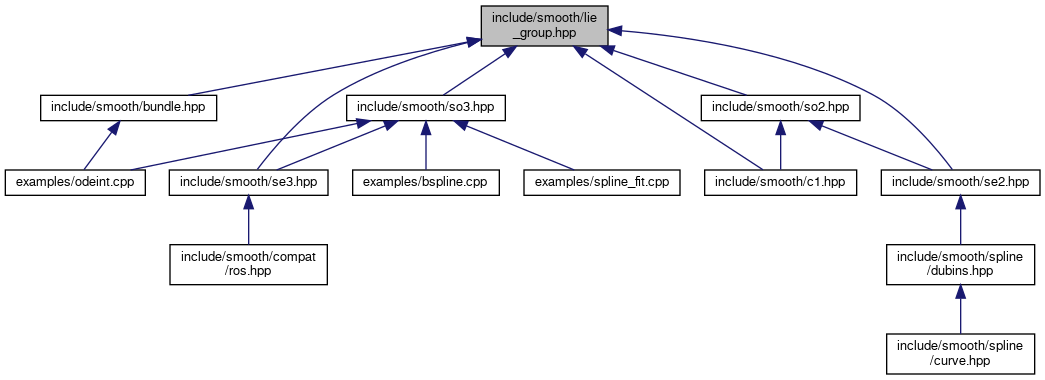 include/smooth/lie
_group.hpp
include/smooth/bundle.hpp
include/smooth/so3.hpp
include/smooth/so2.hpp
examples/odeint.cpp
include/smooth/se3.hpp
examples/bspline.cpp
examples/spline_fit.cpp
include/smooth/c1.hpp
include/smooth/se2.hpp
include/smooth/compat
/ros.hpp
include/smooth/spline
/dubins.hpp
include/smooth/spline
/curve.hpp